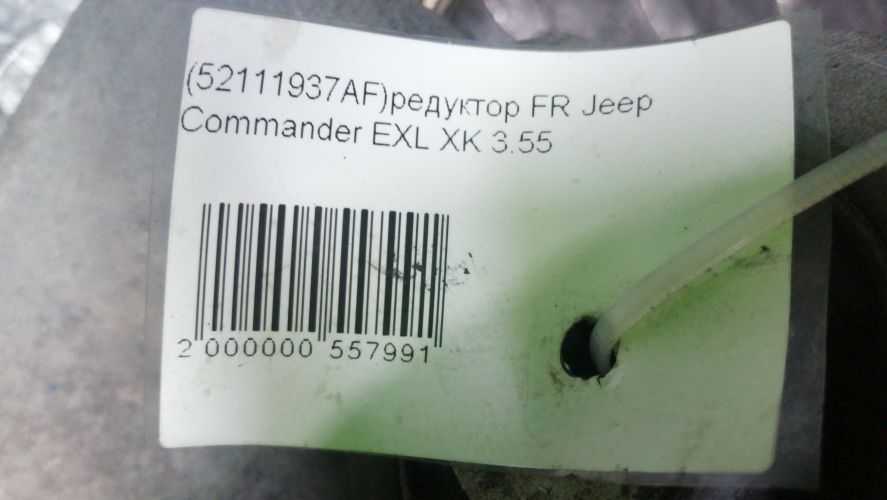 (52111937AF)редуктор FR Jeep
Commander EXL XK 3.55
2 000000 557991